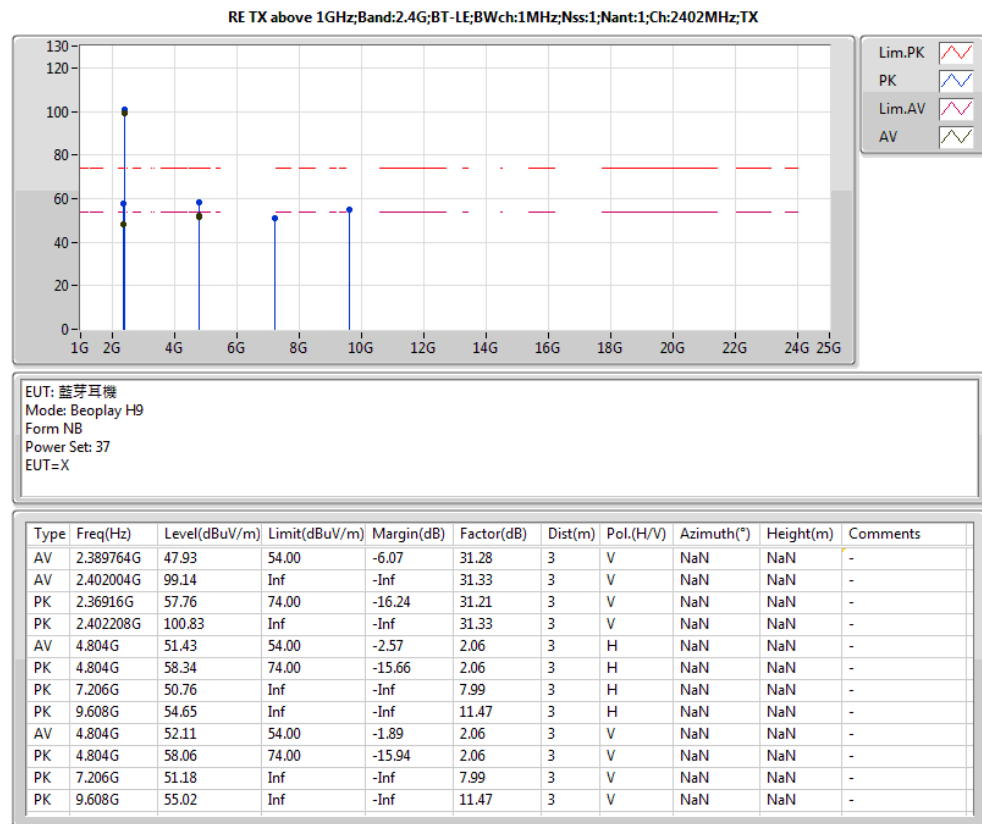 RE TX above 1GHz;Band:2.4G;BT-LE;BWch:1MHz;Nss:1;Nant:1;Ch:2402MHz;TX
130
120
100
80
60
40
20
0
1G 2G 4G 6G 8G 10G 12G 14G 16G 18G 20G 22G 24G 25G
Lim.PK
PK
Lim.AV
AV
EUT: 藍芽耳機
Mode: Beoplay H9
Form NB
Power Set: 37
EUT=X
Type Freq(Hz) Level(dBuV/m) Limit(dBuV/m) Margin(dB) Factor(dB) Dist(m) Pol.(H/V) Azimuth(°) Height(m) Comments
AV 2.389764G 47.93 54.00 -6.07 31.28 3 V NaN NaN -
AV 2.402004G 99.14 Inf -Inf 31.33 3 V NaN NaN -
PK 2.36916G 57.76 74.00 -16.24 31.21 3 V NaN NaN -
PK 2.402208G 100.83 Inf -Inf 31.33 3 V NaN NaN -
AV 4.804G 51.43 54.00 -2.57 2.06 3 H NaN NaN -
PK 4.804G 58.34 74.00 -15.66 2.06 3 H NaN NaN -
PK 7.206G 50.76 Inf -Inf 7.99 3 H NaN NaN -
PK 9.608G 54.65 Inf -Inf 11.47 3 H NaN NaN -
AV 4.804G 52.11 54.00 -1.89 2.06 3 V NaN NaN -
PK 4.804G 58.06 74.00 -15.94 2.06 3 V NaN NaN -
PK 7.206G 51.18 Inf -Inf 7.99 3 V NaN NaN -
PK 9.608G 55.02 Inf -Inf 11.47 3 V NaN NaN -